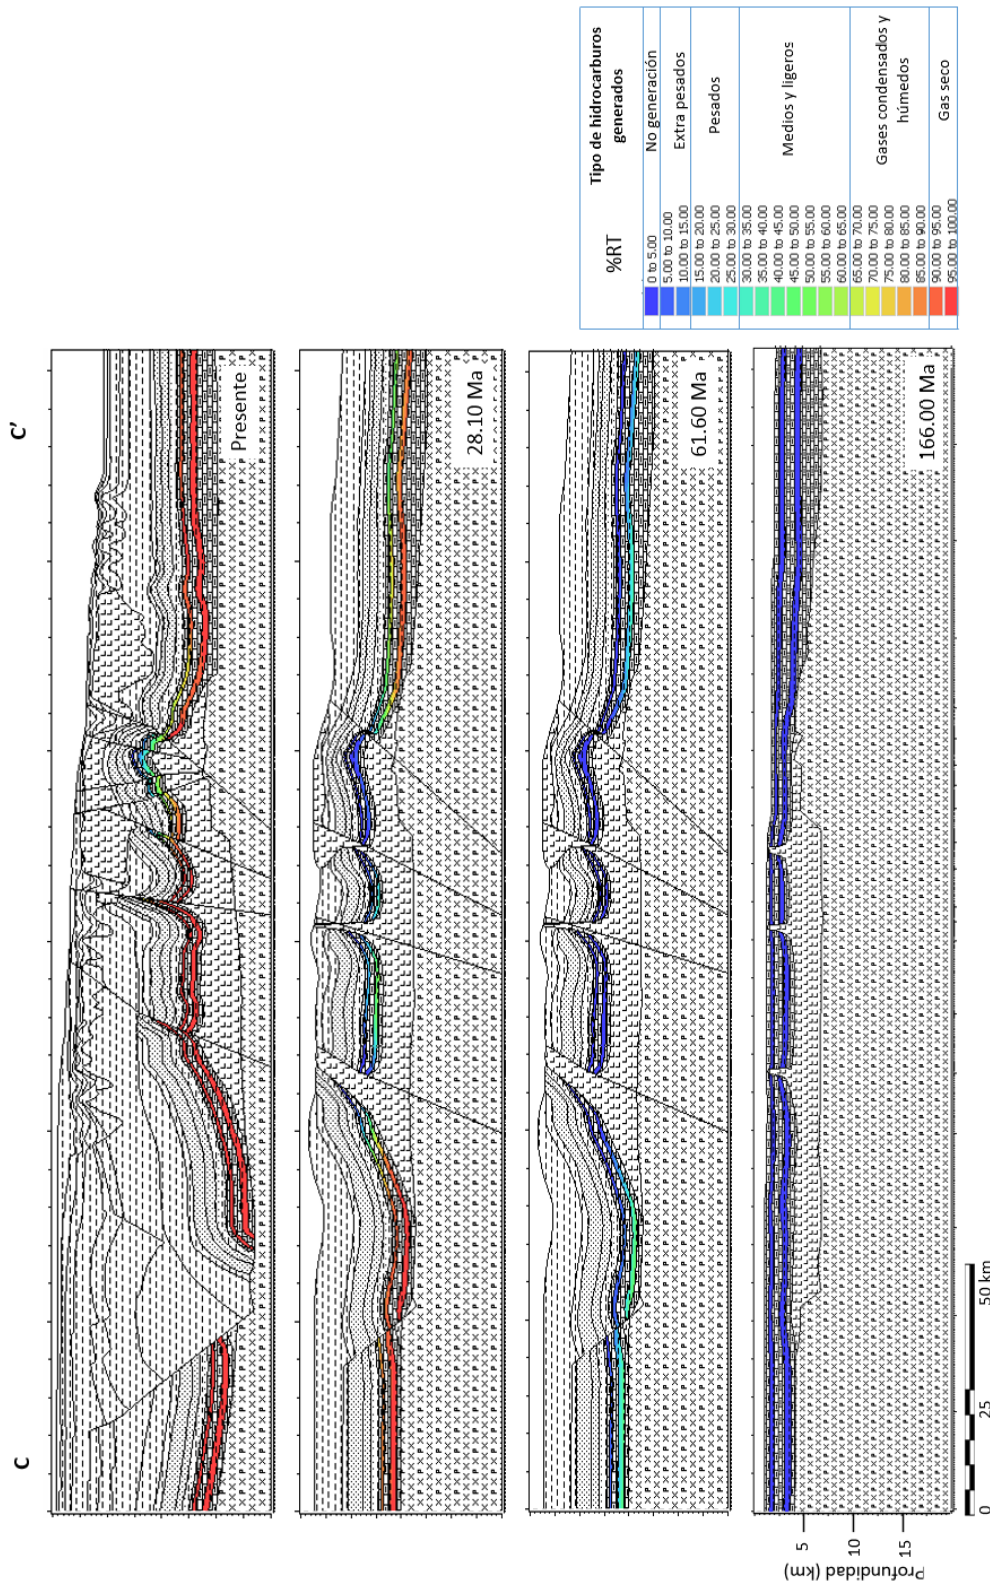 C
C'
Presente
28.10 Ma
61.60 Ma
166.00 Ma
Profundidad (km)
5
10
15
0
25
50 km
%RT
Tipo de hidrocarburos
generados
0 to 5.00
5.00 to 10.00
10.00 to 15.00
15.00 to 20.00
20.00 to 25.00
25.00 to 30.00
30.00 to 35.00
35.00 to 40.00
40.00 to 45.00
45.00 to 50.00
50.00 to 55.00
55.00 to 60.00
60.00 to 65.00
65.00 to 70.00
70.00 to 75.00
75.00 to 80.00
80.00 to 85.00
85.00 to 90.00
90.00 to 95.00
95.00 to 100.00
No generación
Extra pesados
Pesados
Medios y ligeros
Gases condensados y
húmedos
Gas seco